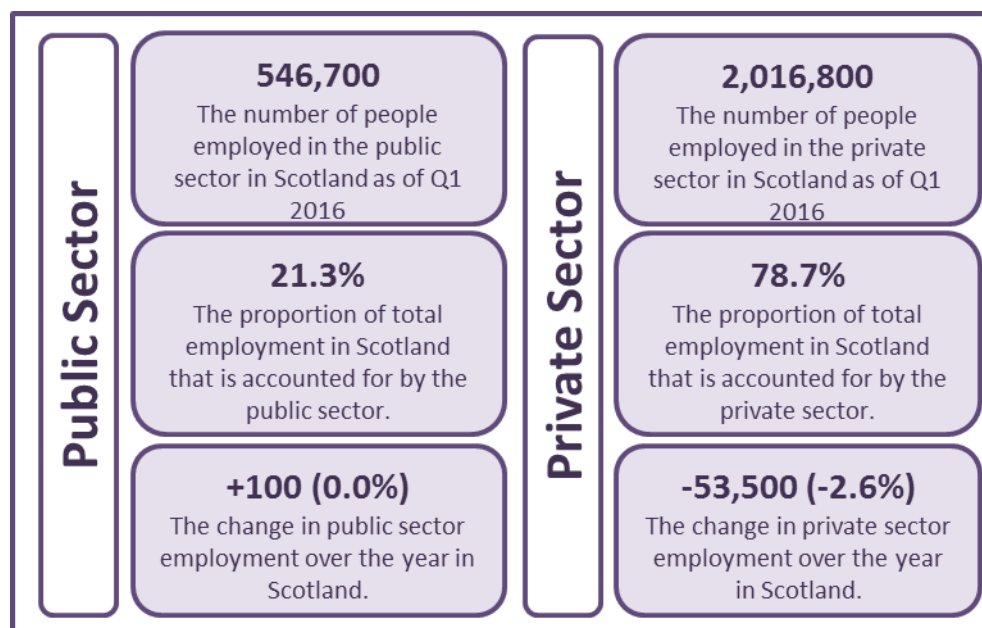 Public Sector
546,700
The number of people
employed in the public
sector in Scotland as of Q1
2016
21.3%
The proportion of total
employment in Scotland
that is accounted for by the
public sector.
+100 (0.0%)
The change in public sector
employment over the year in
Scotland.
Private Sector
2,016,800
The number of people
employed in the private
sector in Scotland as of Q1
2016
78.7%
The proportion of total
employment in Scotland
that is accounted for by the
private sector.
-53,500 (-2.6%)
The change in private sector
employment over the year
in Scotland.